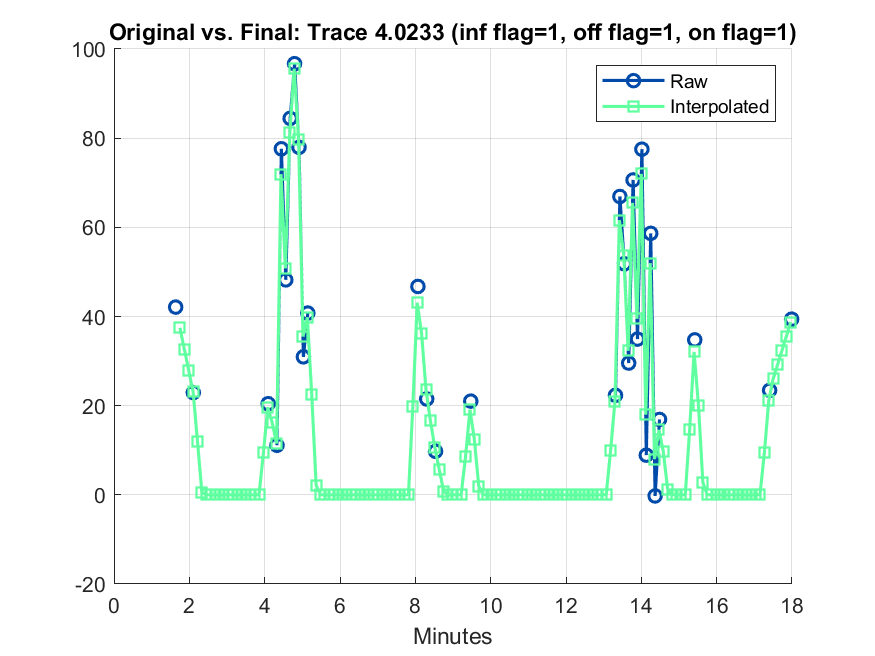 Original vs. Final: Trace 4.0233 (inf flag=1, off flag=1, on flag=1)
100
80
60
40
20
0
-20
Raw
Interpolated
0 2 4 6 8 10 12 14 16 18
Minutes